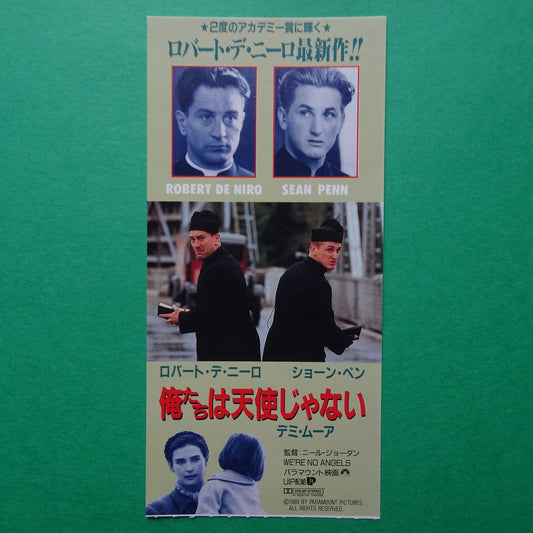 ★2度のアカデミー賞に輝く★
ロバート・デ・ニーロ最新作!!
ROBERT DE NIRO
SEAN PENN
ロバート・デ・ニーロ
ショーン・ペン
俺たちは天使じゃない
デミ・ムーア
監督:ニール・ジョーダン
WE'RE NO ANGELS
パラマウント映画
UIP配給
DOLBY STEREO
©1989 BY PARAMOUNT PICTURES.
ALL RIGHTS RESERVED.